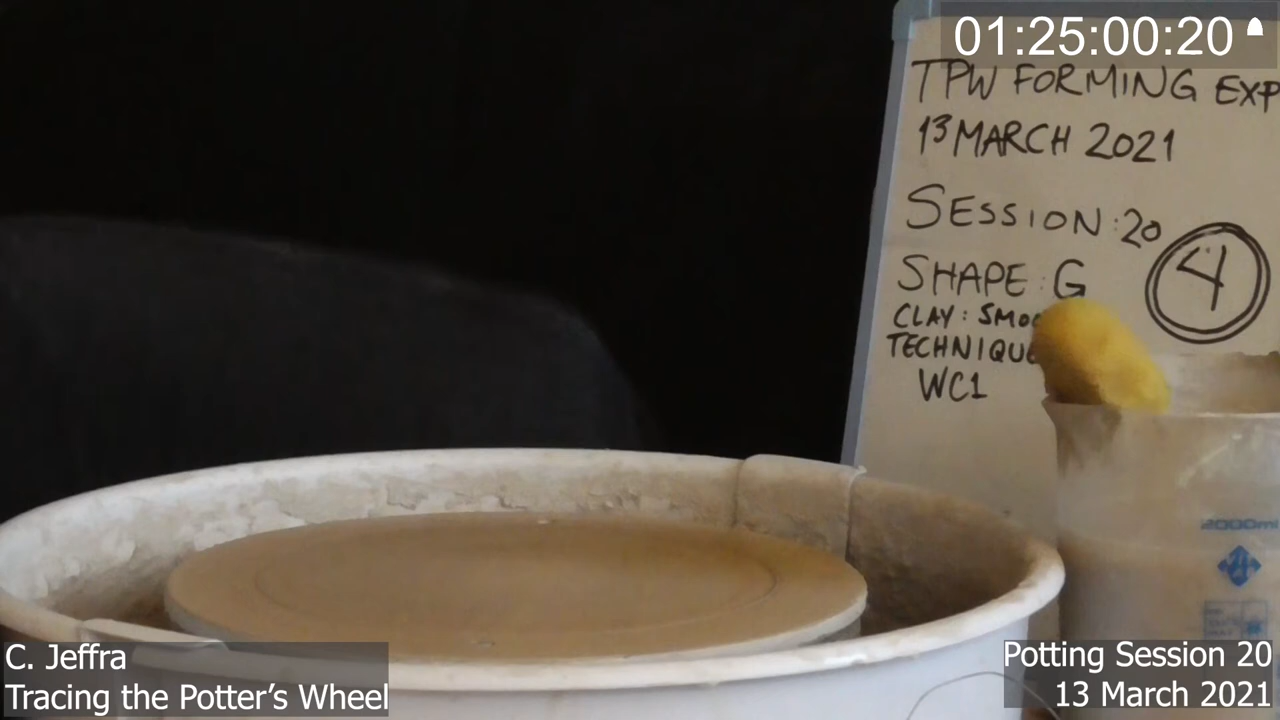 01:25:00:20
TPW FORMING EXP
13 MARCH 2021
SESSION: 20
4
SHAPE: G
CLAY: SMOO
TECHNIQUE
WC1
C. Jeffra
Tracing the Potter's Wheel
Potting Session 20
13 March 2021